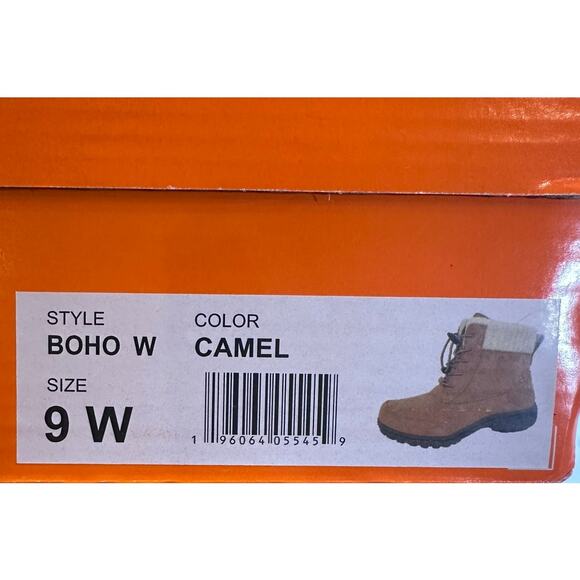 STYLE COLOR
BOHO W CAMEL
SIZE
9 W
1 96064 05545 9